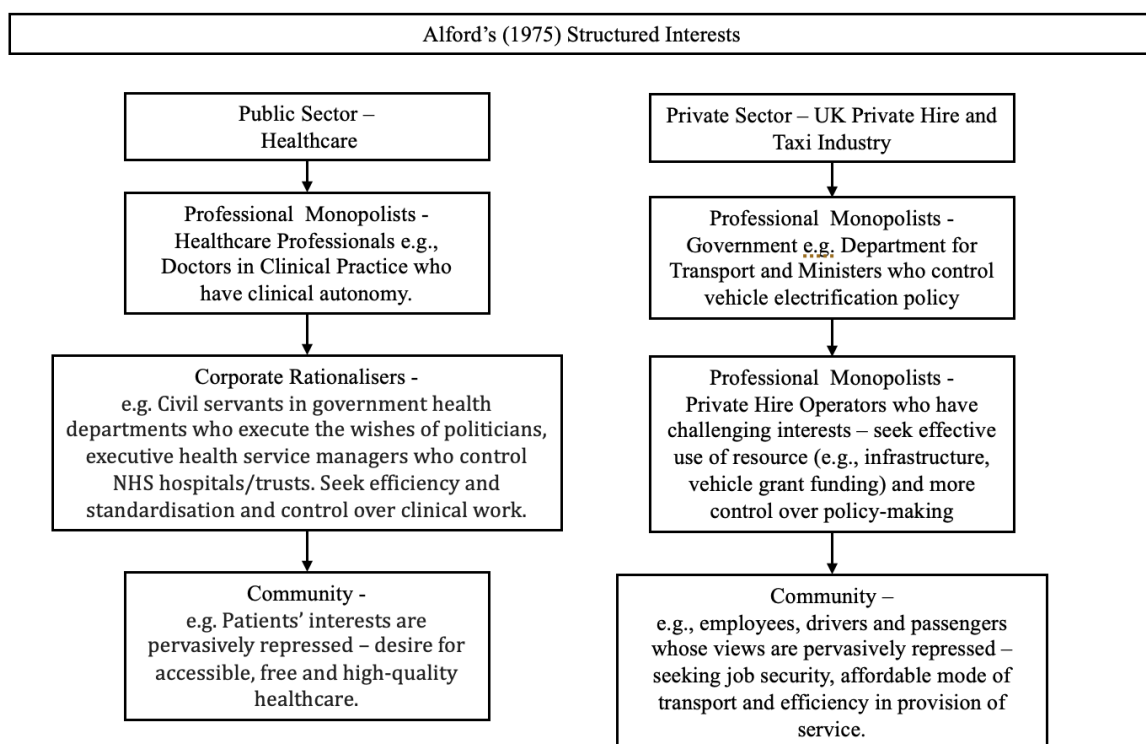 Alford’s (1975) Structured Interests
Public Sector –
Healthcare
Professional Monopolists -
Healthcare Professionals e.g.,
Doctors in Clinical Practice who
have clinical autonomy.
Corporate Rationalisers -
e.g. Civil servants in government health
departments who execute the wishes of politicians,
executive health service managers who control
NHS hospitals/trusts. Seek efficiency and
standardisation and control over clinical work.
Community -
e.g. Patients’ interests are
pervasively repressed – desire for
accessible, free and high-quality
healthcare.
Private Sector – UK Private Hire and
Taxi Industry
Professional Monopolists -
Government e.g. Department for
Transport and Ministers who control
vehicle electrification policy
Professional Monopolists -
Private Hire Operators who have
challenging interests – seek effective
use of resource (e.g., infrastructure,
vehicle grant funding) and more
control over policy-making
Community –
e.g., employees, drivers and passengers
whose views are pervasively repressed –
seeking job security, affordable mode of
transport and efficiency in provision of
service.